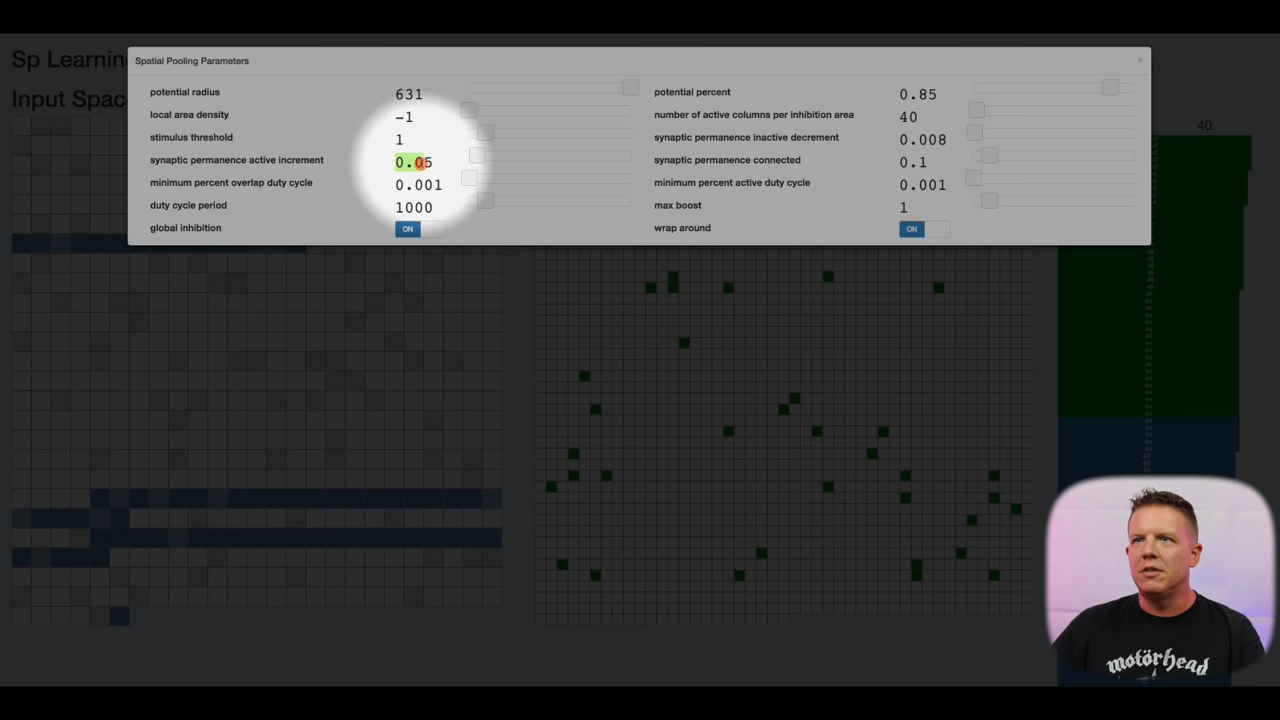 Sp Learnin
Input Spac
Spatial Pooling Parameters
×
potential radius 631
local area density -1
stimulus threshold 1
synaptic permanence active increment 0.05
minimum percent overlap duty cycle 0.001
duty cycle period 1000
global inhibition ON
potential percent 0.85
number of active columns per inhibition area 40
synaptic permanence inactive decrement 0.008
synaptic permanence connected 0.1
minimum percent active duty cycle 0.001
max boost 1
wrap around ON
40
motörhead